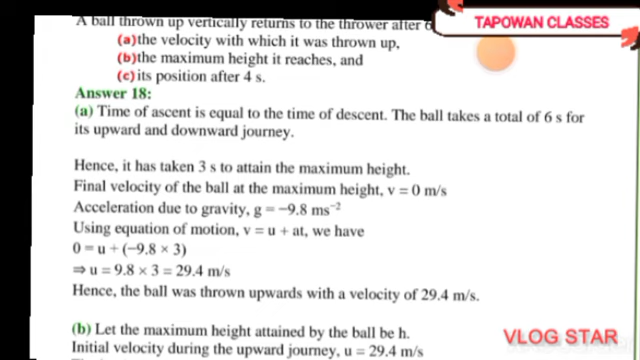 A ball thrown up vertically returns to the thrower after 6
TAPOWAN CLASSES
(a) the velocity with which it was thrown up,
(b) the maximum height it reaches, and
(c) its position after 4 s.
Answer 18:
(a) Time of ascent is equal to the time of descent. The ball takes a total of 6 s for
its upward and downward journey.
Hence, it has taken 3 s to attain the maximum height.
Final velocity of the ball at the maximum height, v = 0 m/s
Acceleration due to gravity, g = −9.8 ms⁻²
Using equation of motion, v = u + at, we have
0 = u + (−9.8 × 3)
⇒ u = 9.8 × 3 = 29.4 m/s
Hence, the ball was thrown upwards with a velocity of 29.4 m/s.
(b) Let the maximum height attained by the ball be h.
Initial velocity during the upward journey, u = 29.4 m/s
VLOG STAR